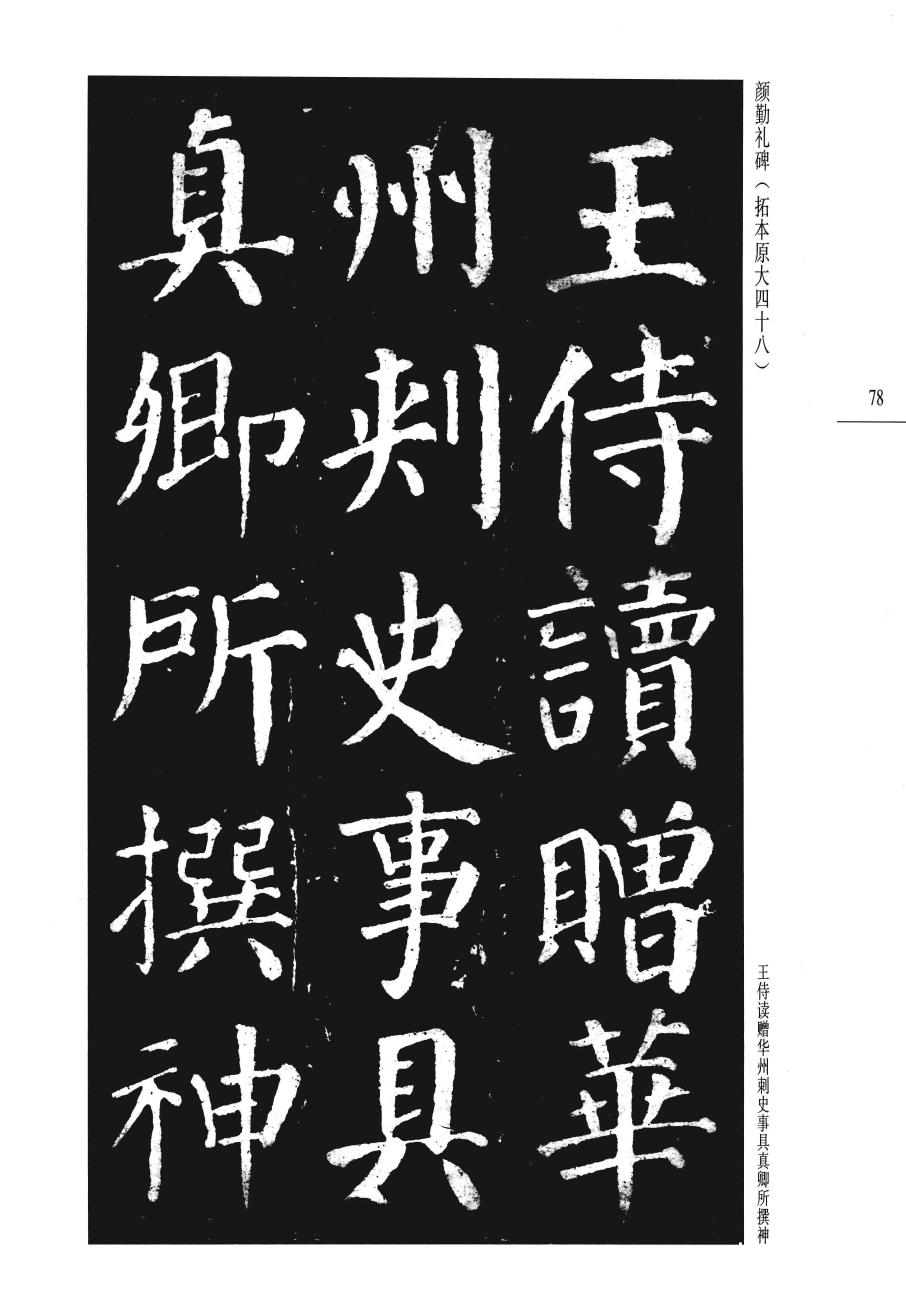 颜勤礼碑（拓本原大四十八）
78
王侍讀贈華
州刾史事具
真卿所撰神
王侍读赠华州刺史事具真卿所撰神